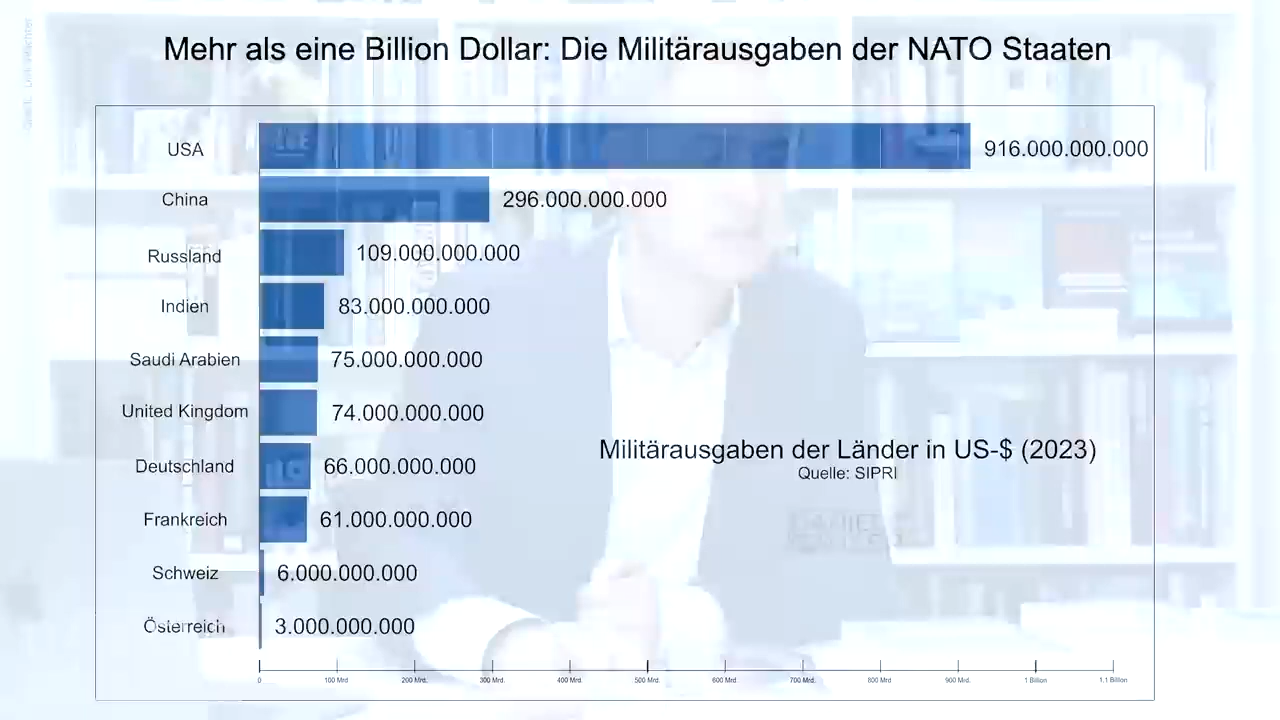 Mehr als eine Billion Dollar: Die Militärausgaben der NATO Staaten
USA 916.000.000.000
China 296.000.000.000
Russland 109.000.000.000
Indien 83.000.000.000
Saudi Arabien 75.000.000.000
United Kingdom 74.000.000.000
Deutschland 66.000.000.000
Frankreich 61.000.000.000
Schweiz 6.000.000.000
Österreich 3.000.000.000
Militärausgaben der Länder in US-$ (2023)
Quelle: SIPRI
0 100 Mrd. 200 Mrd. 300 Mrd. 400 Mrd. 500 Mrd. 600 Mrd. 700 Mrd. 800 Mrd 900 Mrd. 1 Billion 1.1 Billion